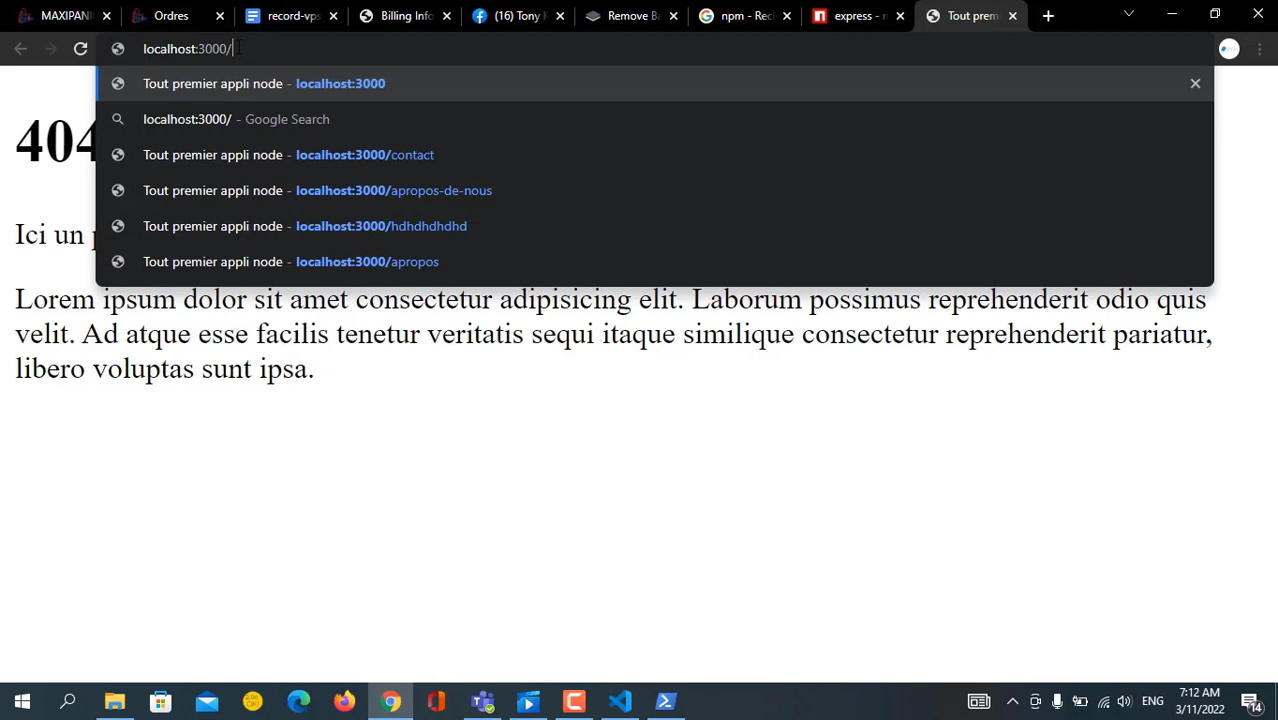 MAXIPANI
Ordres
record-vps
Billing Info
(16) Tony
Remove Ba
npm - Rec
express - n
Tout prem
localhost:3000/
Tout premier appli node - localhost:3000
localhost:3000/ - Google Search
Tout premier appli node - localhost:3000/contact
Tout premier appli node - localhost:3000/apropos-de-nous
Tout premier appli node - localhost:3000/hdhdhdhdhd
Tout premier appli node - localhost:3000/apropos
404
Ici un p
Lorem ipsum dolor sit amet consectetur adipisicing elit. Laborum possimus reprehenderit odio quis
velit. Ad atque esse facilis tenetur veritatis sequi itaque similique consectetur reprehenderit pariatur,
libero voluptas sunt ipsa.
ENG
7:12 AM
3/11/2022
14